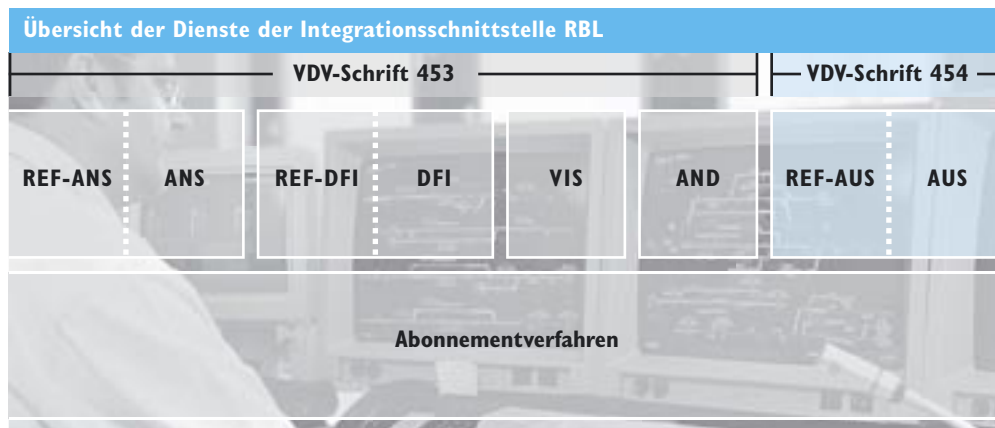 Übersicht der Dienste der Integrationsschnittstelle RBL
VDV-Schrift 453 VDV-Schrift 454
REF-ANS ANS REF-DFI DFI VIS AND REF-AUS AUS
Abonnementverfahren